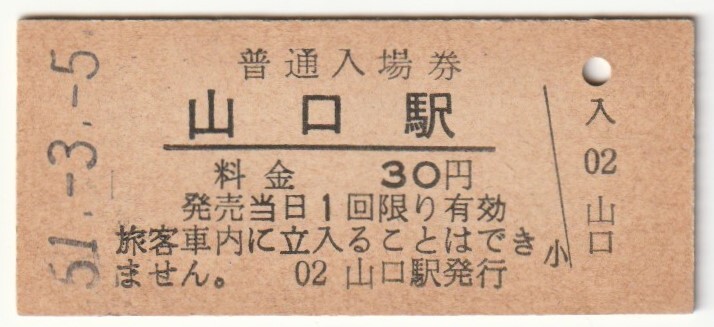 51.-3.-5
普通入場券
山口駅
料金 30円
発売当日1回限り有効
旅客車内に立入ることはでき
ません。 02 山口駅発行
小
入
02
山口